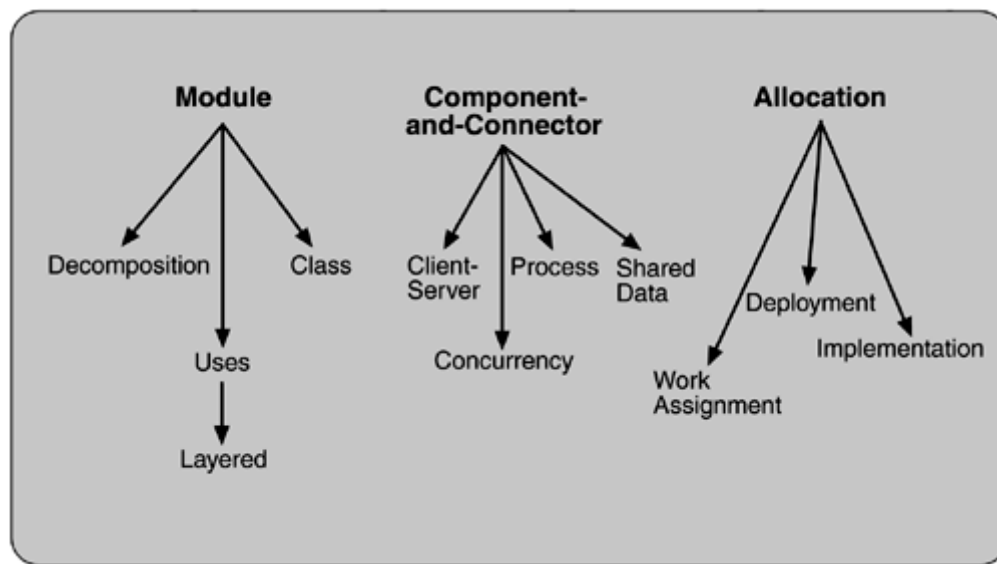 Module
Component-
and-Connector
Allocation
Decomposition
Class
Client-
Server
Process
Shared
Data
Deployment
Uses
Concurrency
Implementation
Work
Assignment
Layered